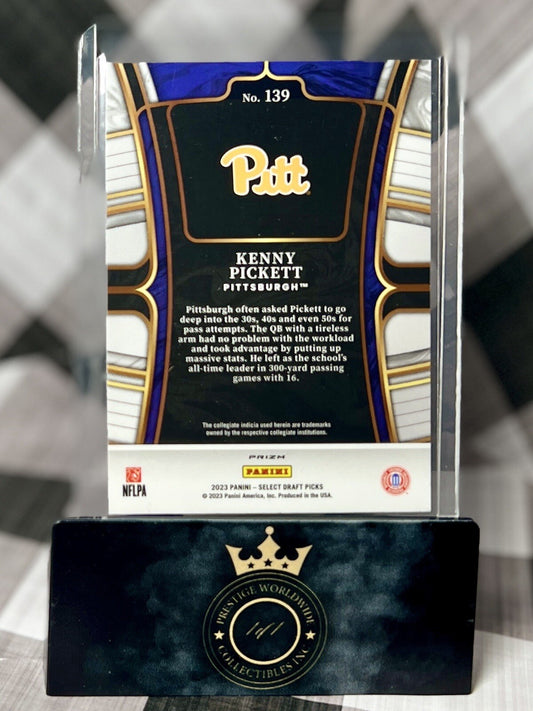 No. 139
Pitt
KENNY
PICKETT
PITTSBURGH™
Pittsburgh often asked Pickett to go
deep into the 30s, 40s and even 50s for
pass attempts. The QB with a tireless
arm had no problem with the workload
and took advantage by putting up
massive stats. He left as the school's
all-time leader in 300-yard passing
games with 16.
The collegiate indicia used herein are trademarks
owned by the respective collegiate institutions.
PRIZM
PANINI
NFLPA
2023 PANINI – SELECT DRAFT PICKS
© 2023 Panini America, Inc. Produced in the USA.
PRESTIGE WORLDWIDE
1of1
COLLECTIBLES INC